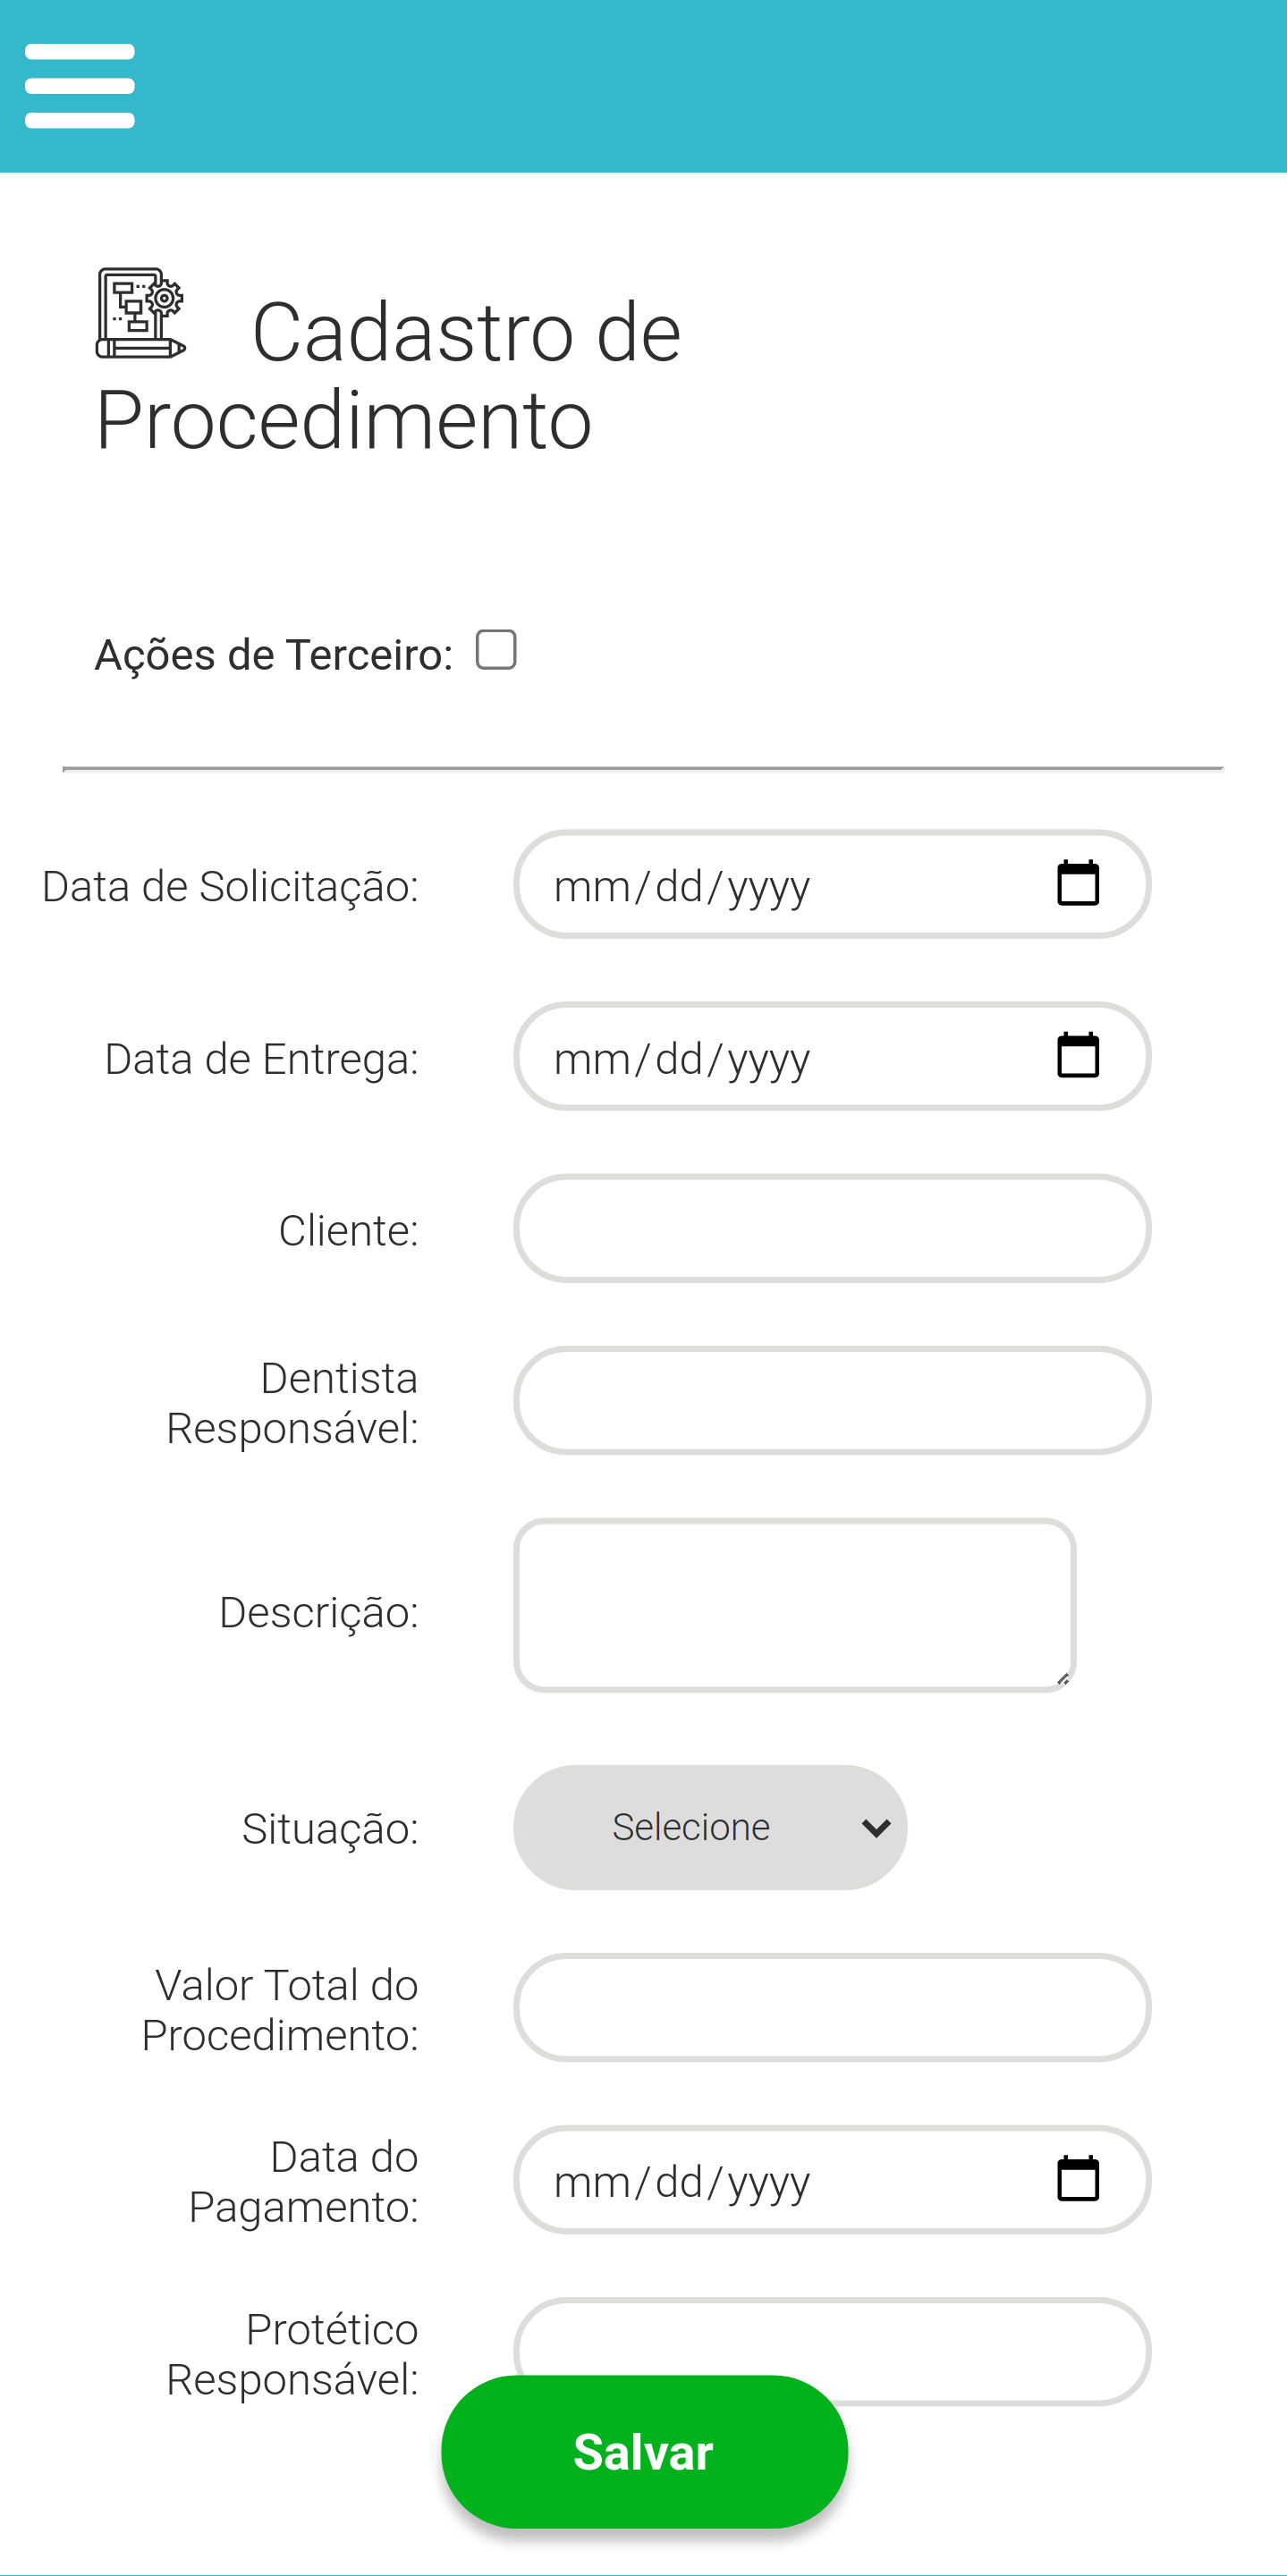 Cadastro de
Procedimento
Ações de Terceiro:
Data de Solicitação: mm/dd/yyyy
Data de Entrega: mm/dd/yyyy
Cliente:
Dentista
Responsável:
Descrição:
Situação: Selecione
Valor Total do
Procedimento:
Data do
Pagamento: mm/dd/yyyy
Protético
Responsável:
Salvar